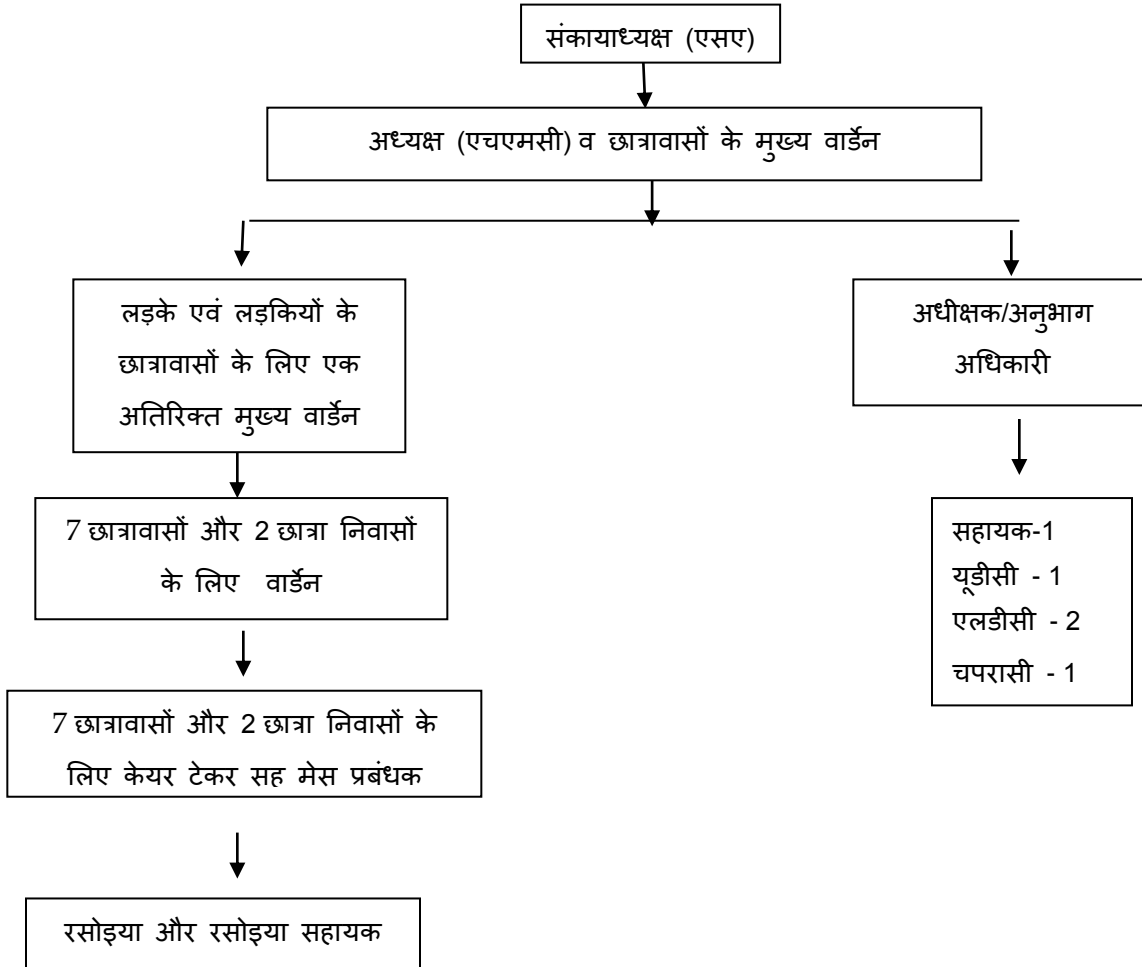 संकायाध्यक्ष (एसए)
अध्यक्ष (एचएमसी) व छात्रावासों के मुख्य वार्डेन
लड़के एवं लड़कियों के
छात्रावासों के लिए एक
अतिरिक्त मुख्य वार्डेन
अधीक्षक/अनुभाग
अधिकारी
7 छात्रावासों और 2 छात्रा निवासों
के लिए वार्डेन
सहायक-1
यूडीसी - 1
एलडीसी - 2
चपरासी - 1
7 छात्रावासों और 2 छात्रा निवासों के
लिए केयर टेकर सह मेस प्रबंधक
रसोइया और रसोइया सहायक